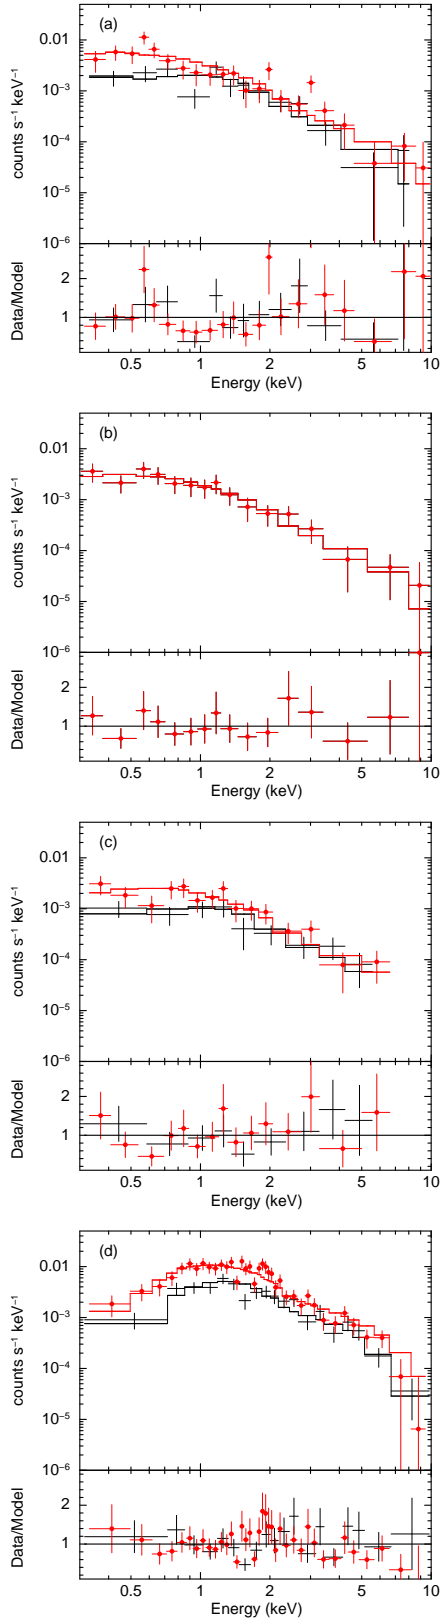 (a)
0.01
10⁻³
10⁻⁴
10⁻⁵
10⁻⁶
counts s⁻¹ keV⁻¹
2
1
Data/Model
0.5 1 2 5 10
Energy (keV)
(b)
0.01
10⁻³
10⁻⁴
10⁻⁵
10⁻⁶
counts s⁻¹ keV⁻¹
2
1
Data/Model
0.5 1 2 5 10
Energy (keV)
(c)
0.01
10⁻³
10⁻⁴
10⁻⁵
10⁻⁶
counts s⁻¹ keV⁻¹
2
1
Data/Model
0.5 1 2 5 10
Energy (keV)
(d)
0.01
10⁻³
10⁻⁴
10⁻⁵
10⁻⁶
counts s⁻¹ keV⁻¹
2
1
Data/Model
0.5 1 2 5 10
Energy (keV)